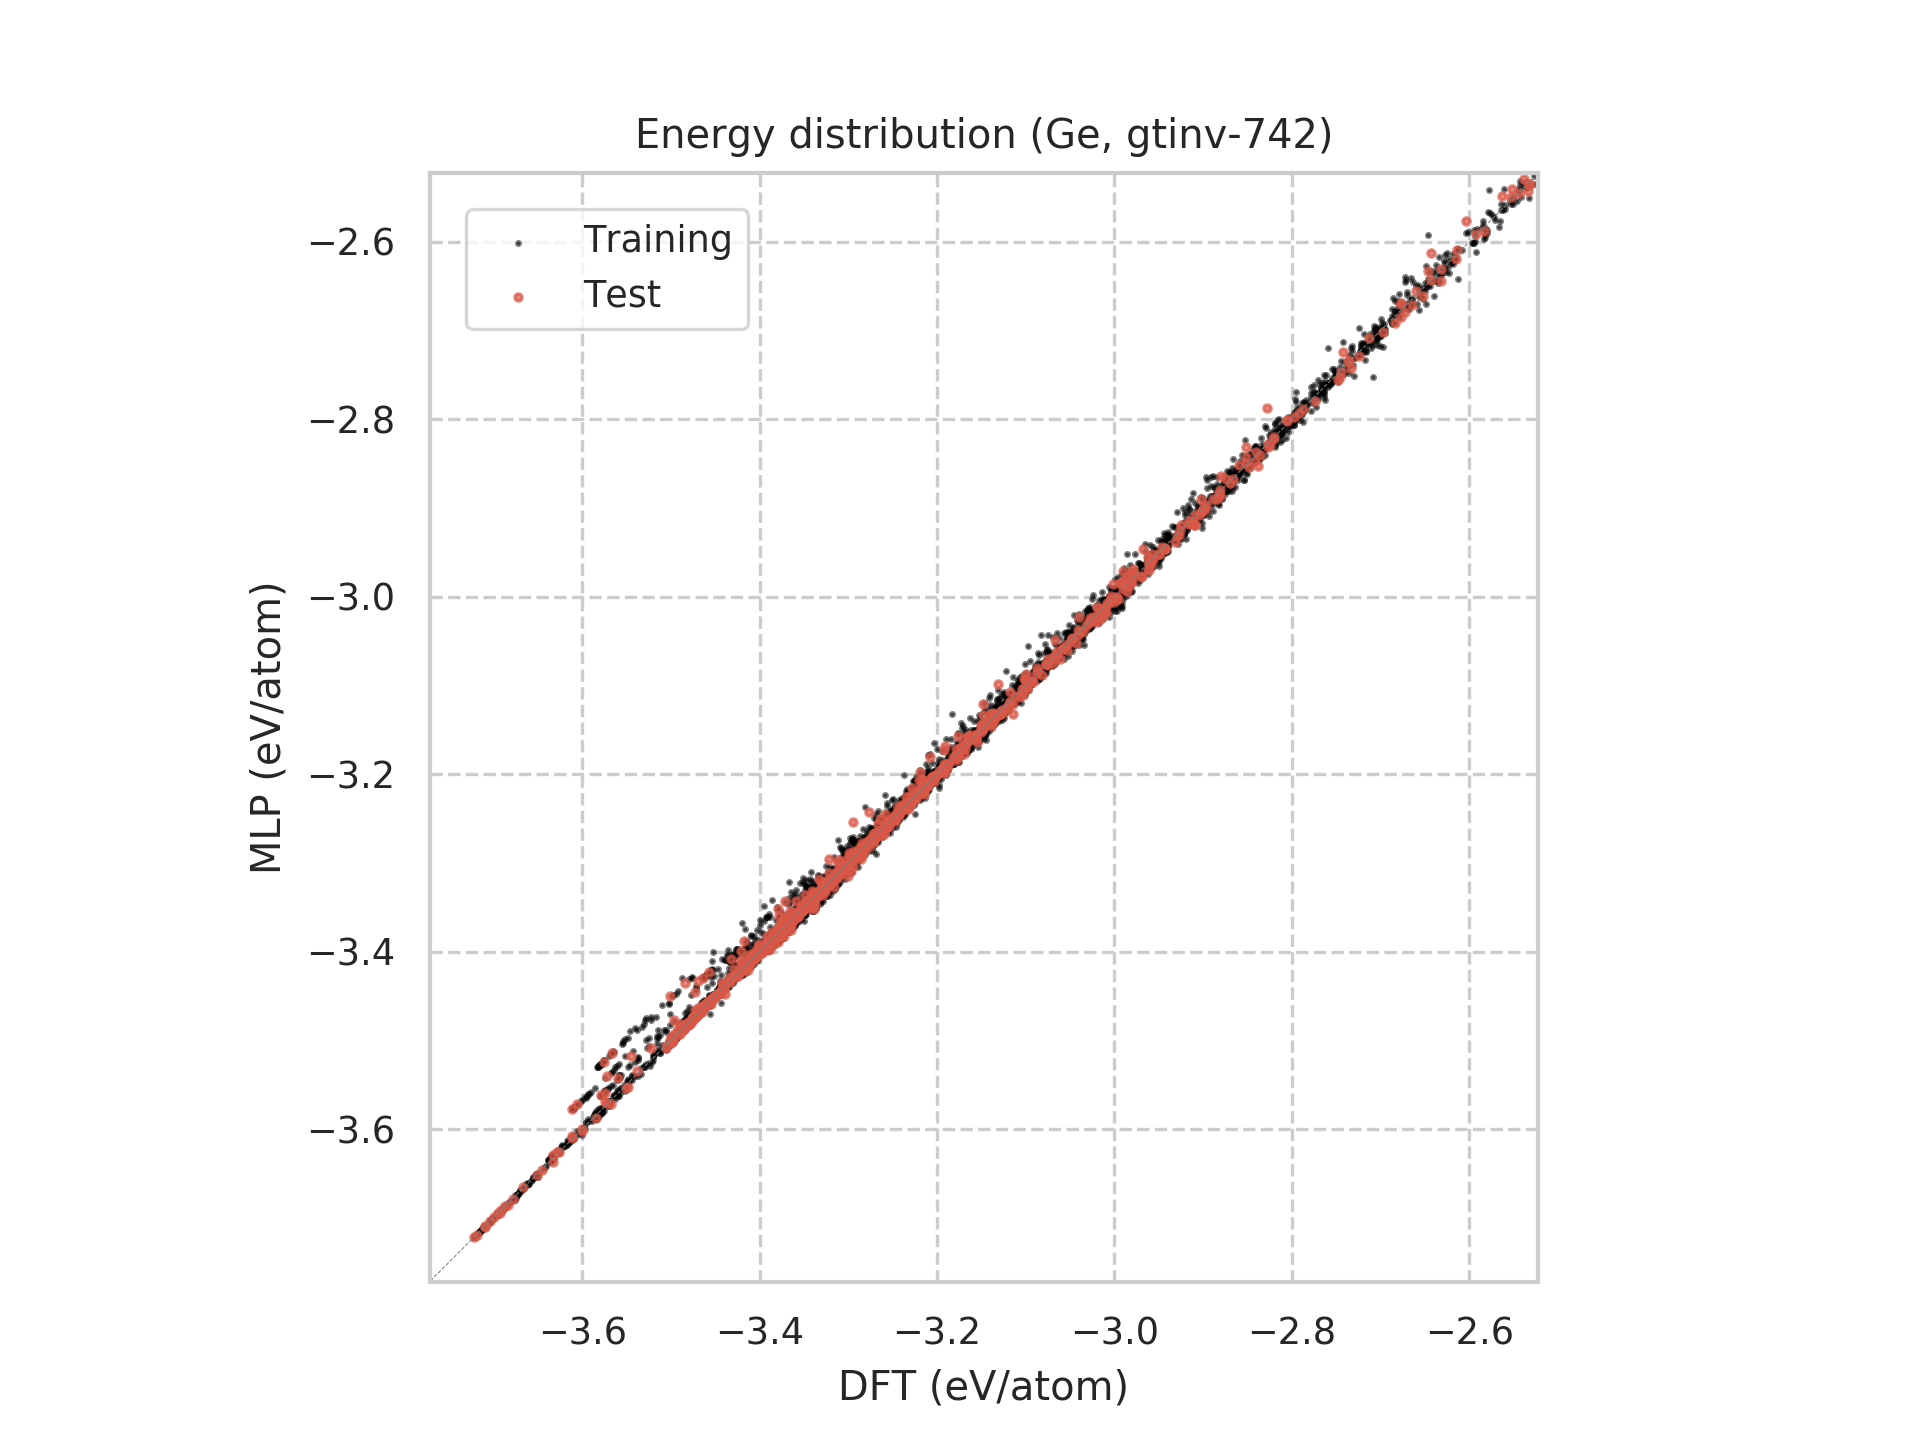 Energy distribution (Ge, gtinv-742)
Training
Test
−2.6
−2.8
−3.0
−3.2
−3.4
−3.6
MLP (eV/atom)
−3.6 −3.4 −3.2 −3.0 −2.8 −2.6
DFT (eV/atom)